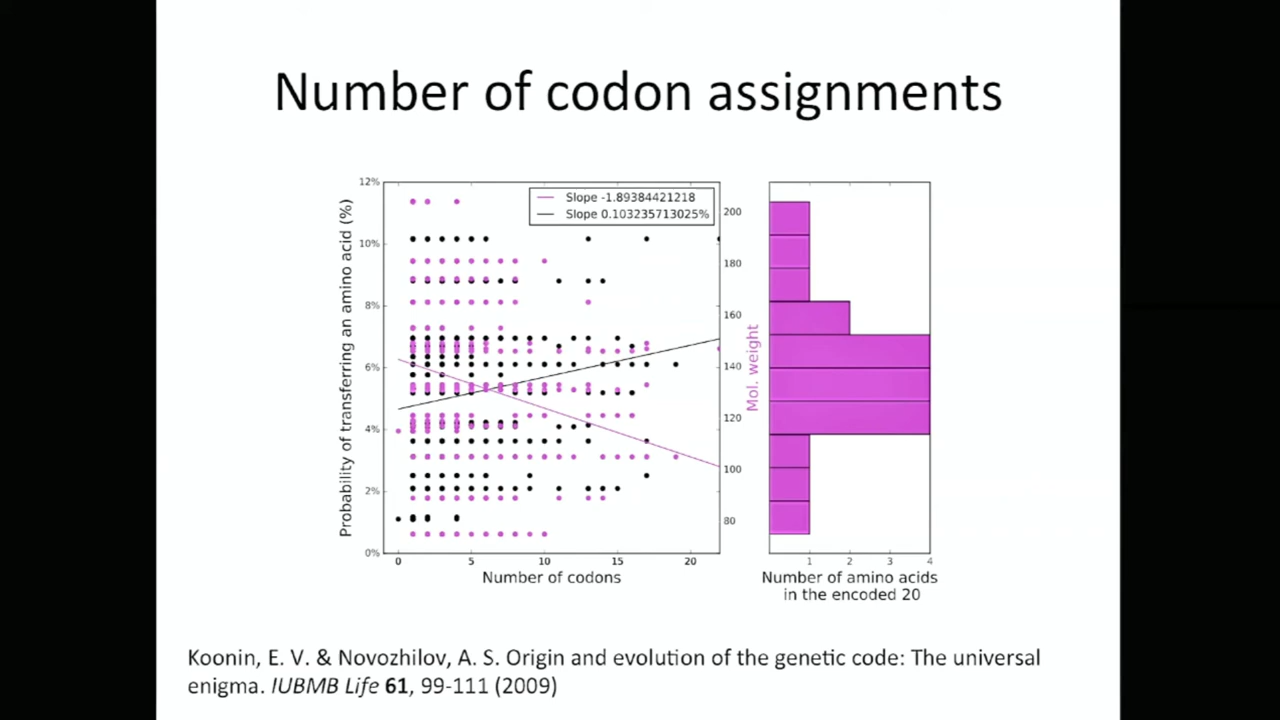 Number of codon assignments
12%
10%
8%
6%
4%
2%
0%
Probability of transferring an amino acid (%)
Slope -1.89384421218
Slope 0.103235713025%
0 5 10 15 20
Number of codons
200
180
160
140
120
100
80
Mol. weight
1 2 3 4
Number of amino acids
in the encoded 20
Koonin, E. V. & Novozhilov, A. S. Origin and evolution of the genetic code: The universal
enigma. IUBMB Life 61, 99-111 (2009)